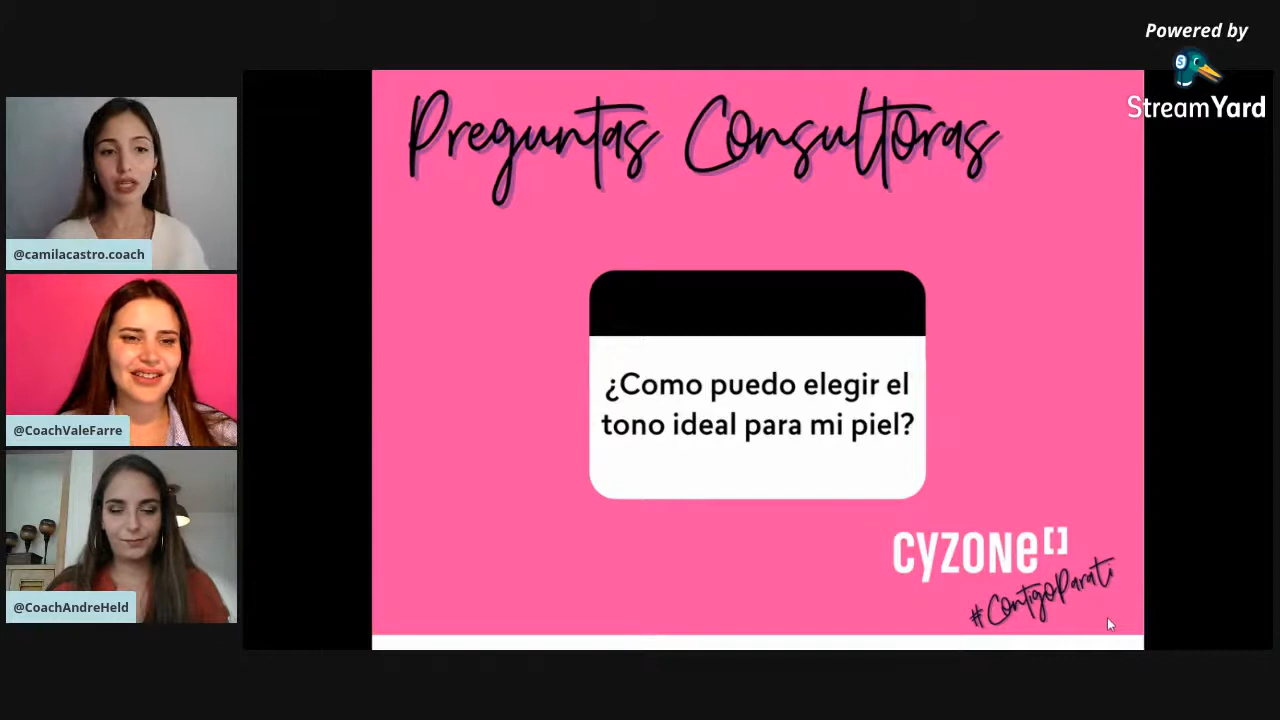 Powered by
StreamYard
Preguntas Consultoras
@camilacastro.coach
@CoachValeFarre
@CoachAndreHeld
¿Como puedo elegir el
tono ideal para mi piel?
CYZONE
#ContigoParaTi